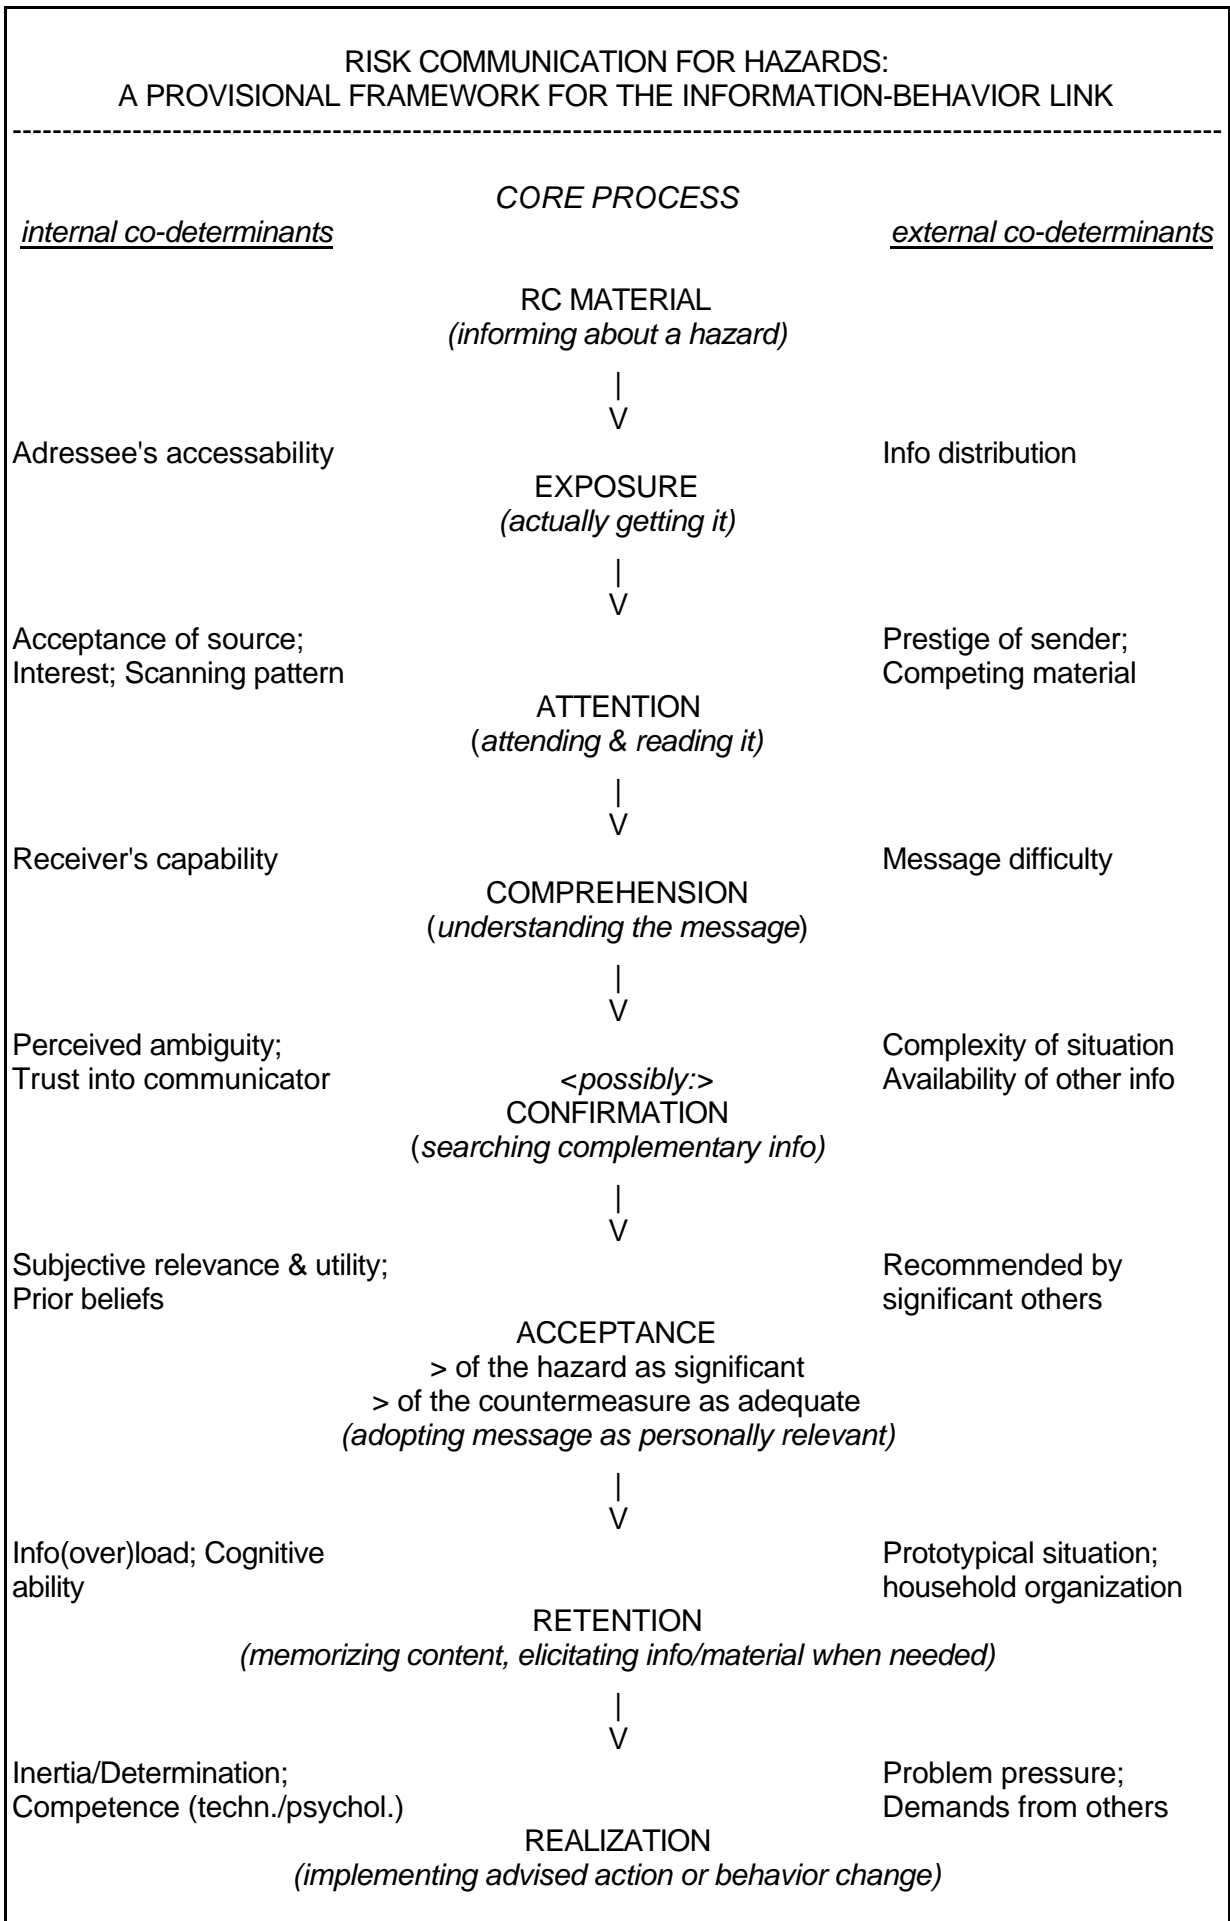 RISK COMMUNICATION FOR HAZARDS:
A PROVISIONAL FRAMEWORK FOR THE INFORMATION-BEHAVIOR LINK
-----------------------------------------------------------------------------------------------------------------------
CORE PROCESS
internal co-determinants external co-determinants
RC MATERIAL
(informing about a hazard)
|
V
Adressee's accessability Info distribution
EXPOSURE
(actually getting it)
|
V
Acceptance of source; Prestige of sender;
Interest; Scanning pattern Competing material
ATTENTION
(attending & reading it)
|
V
Receiver's capability Message difficulty
COMPREHENSION
(understanding the message)
|
V
Perceived ambiguity; Complexity of situation
Trust into communicator <possibly:> Availability of other info
CONFIRMATION
(searching complementary info)
|
V
Subjective relevance & utility; Recommended by
Prior beliefs significant others
ACCEPTANCE
> of the hazard as significant
> of the countermeasure as adequate
(adopting message as personally relevant)
|
V
Info(over)load; Cognitive Prototypical situation;
ability household organization
RETENTION
(memorizing content, elicitating info/material when needed)
|
V
Inertia/Determination; Problem pressure;
Competence (techn./psychol.) Demands from others
REALIZATION
(implementing advised action or behavior change)